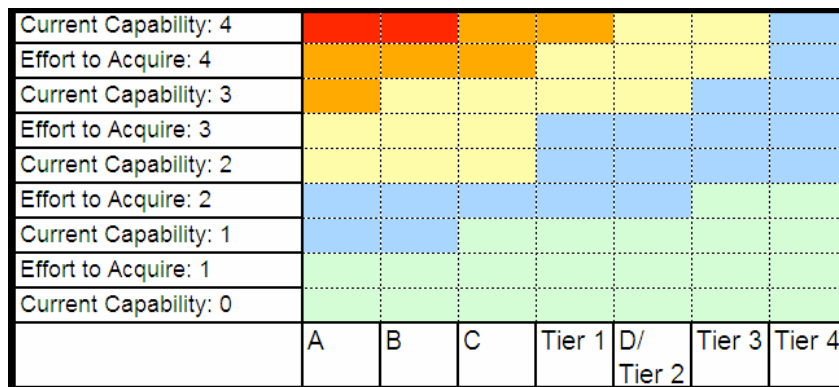 Current Capability: 4
Effort to Acquire: 4
Current Capability: 3
Effort to Acquire: 3
Current Capability: 2
Effort to Acquire: 2
Current Capability: 1
Effort to Acquire: 1
Current Capability: 0
A B C Tier 1 D/ Tier 3 Tier 4
Tier 2